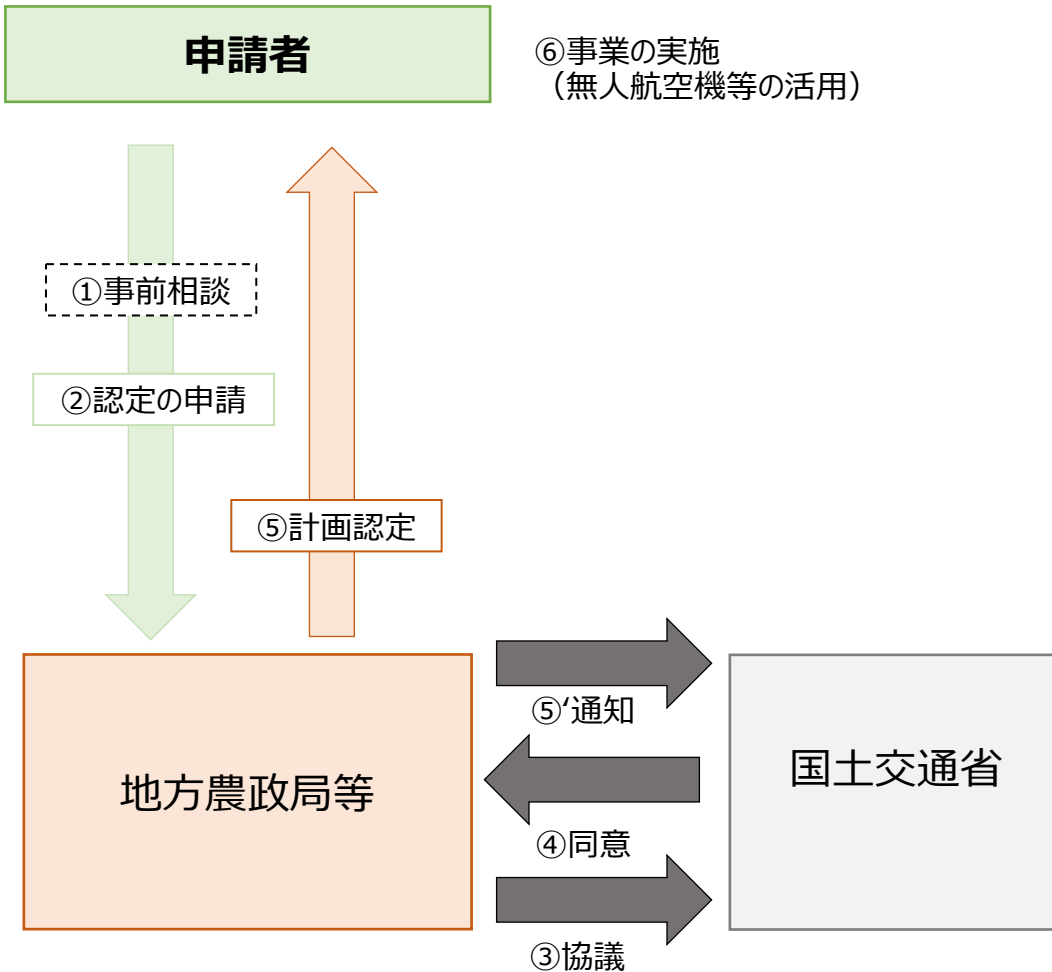 申請者
⑥事業の実施
（無人航空機等の活用）
①事前相談
②認定の申請
⑤計画認定
⑤‘通知
国土交通省
地方農政局等
④同意
③協議